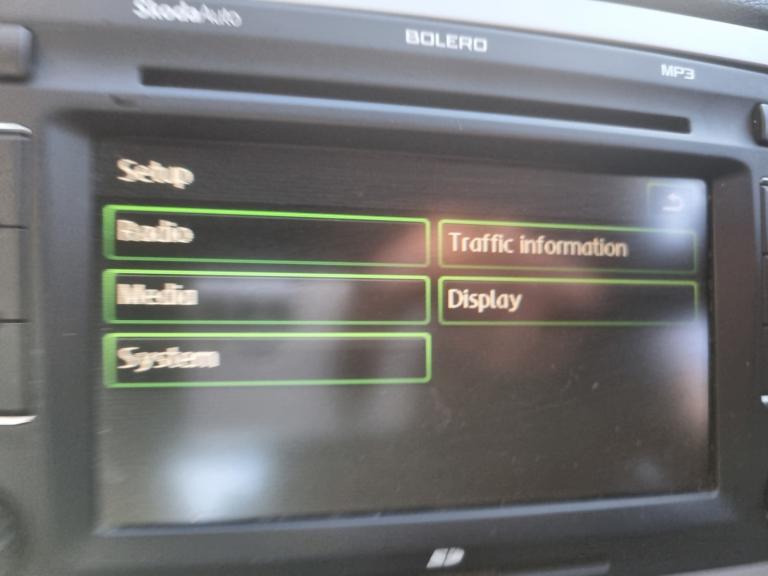 SkodaAuto
BOLERO
MP3
Setup
Radio
Traffic information
Media
Display
System